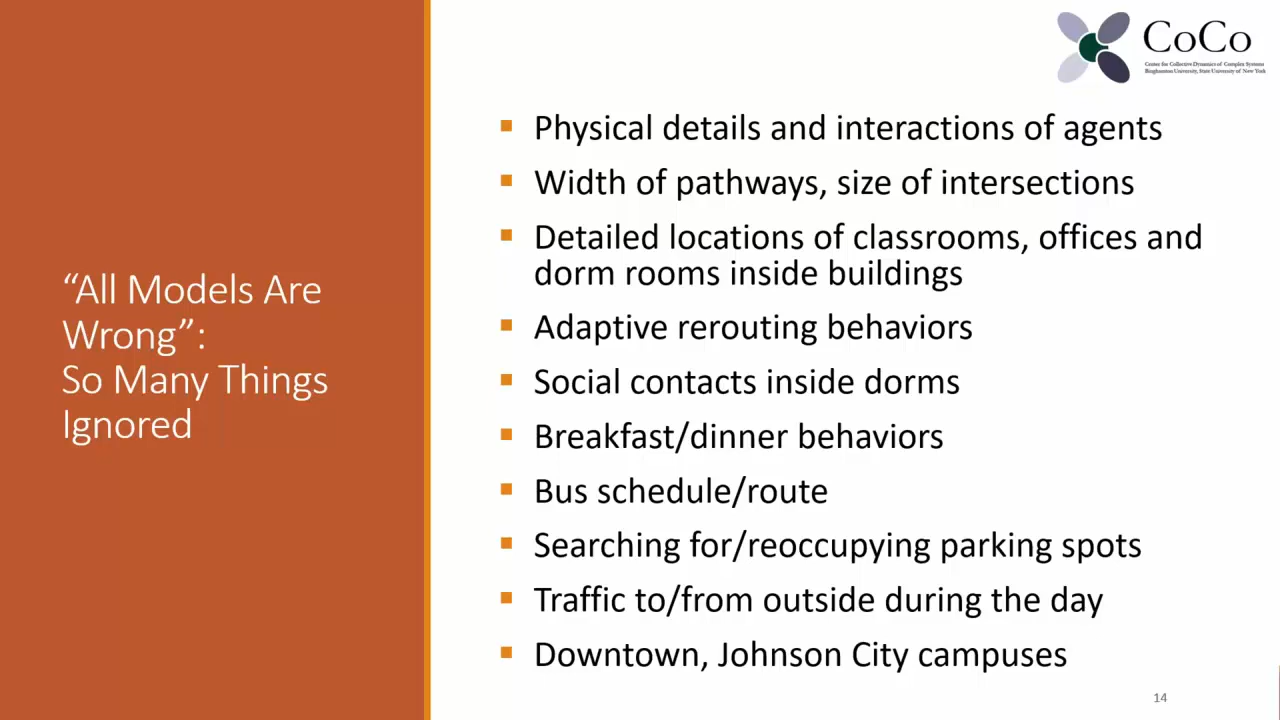 CoCo
Center for Collective Dynamics of Complex Systems
Binghamton University, State University of New York
“All Models Are
Wrong”:
So Many Things
Ignored
Physical details and interactions of agents
Width of pathways, size of intersections
Detailed locations of classrooms, offices and
dorm rooms inside buildings
Adaptive rerouting behaviors
Social contacts inside dorms
Breakfast/dinner behaviors
Bus schedule/route
Searching for/reoccupying parking spots
Traffic to/from outside during the day
Downtown, Johnson City campuses
14